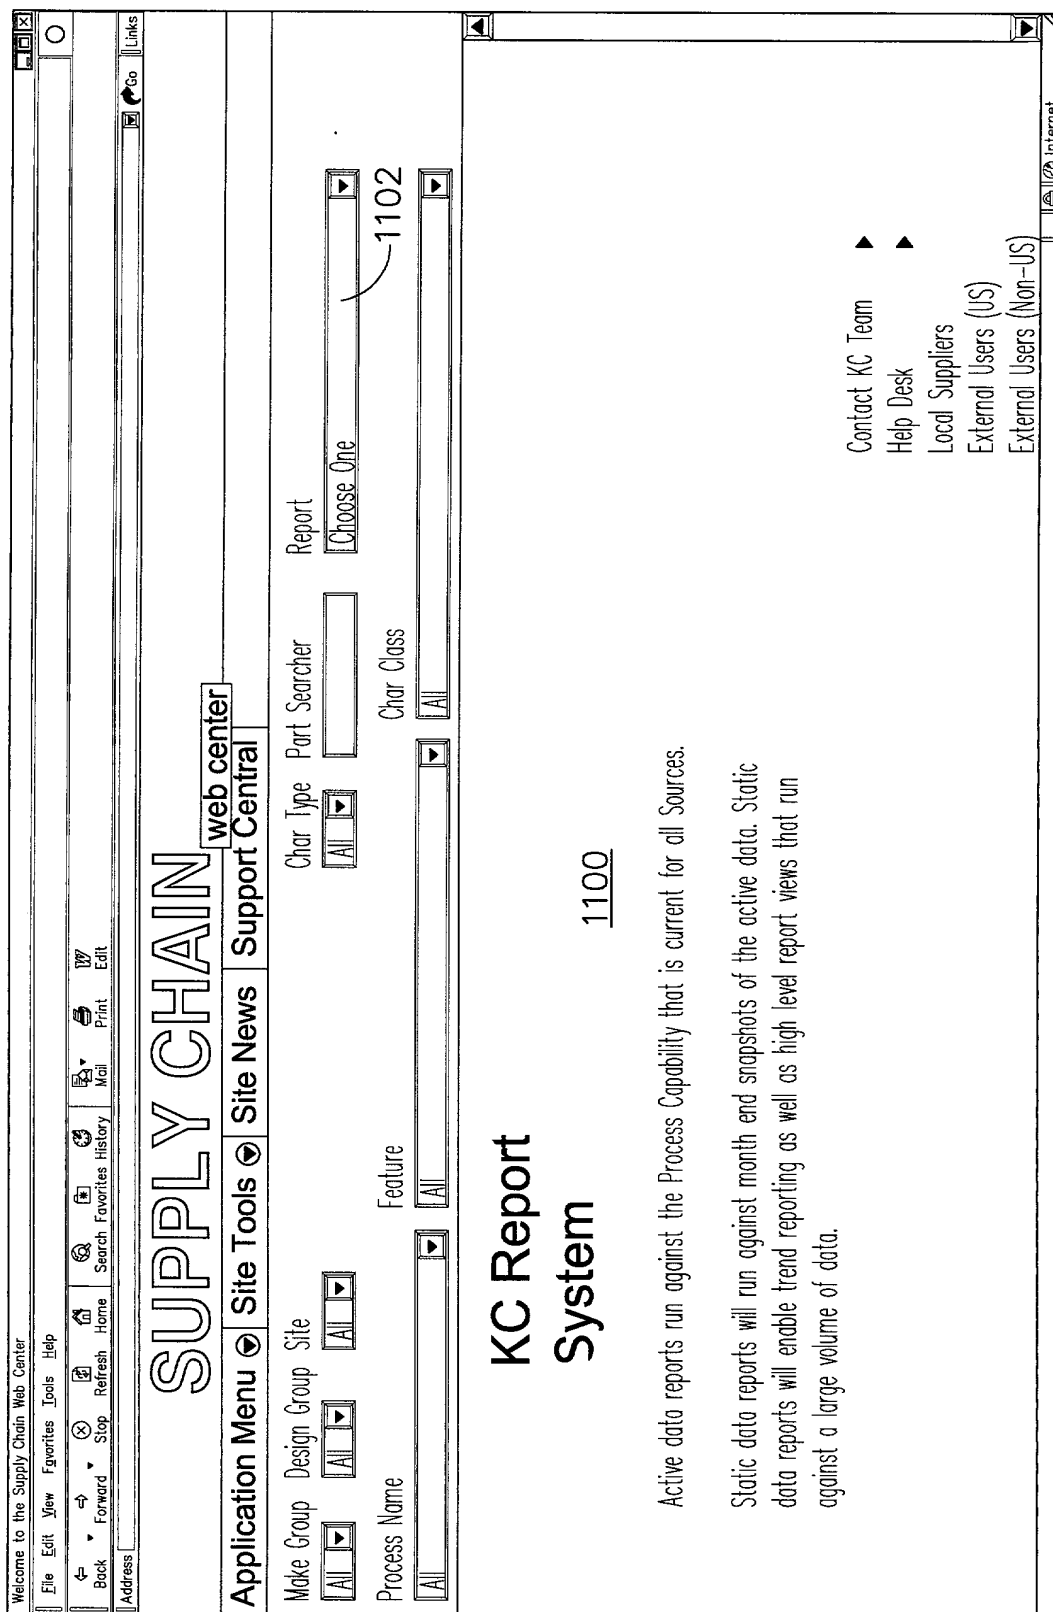 Welcome to the Supply Chain Web Center
File Edit View Favorites Tools Help
Back Forward Stop Refresh Home Search Favorites History Mail Print Edit
Address Go Links
SUPPLY CHAIN
web center
Application Menu Site Tools Site News Support Central
Make Group Design Group Site Char Type Part Searcher Report
All All All All Choose One
1102
Process Name Feature Char Class
All All All
KC Report
System
1100
Active data reports run against the Process Capability that is current for all Sources.
Static data reports will run against month end snapshots of the active data. Static
data reports will enable trend reporting as well as high level report views that run
against a large volume of data.
Contact KC Team
Help Desk
Local Suppliers
External Users (US)
External Users (Non-US)
Internet